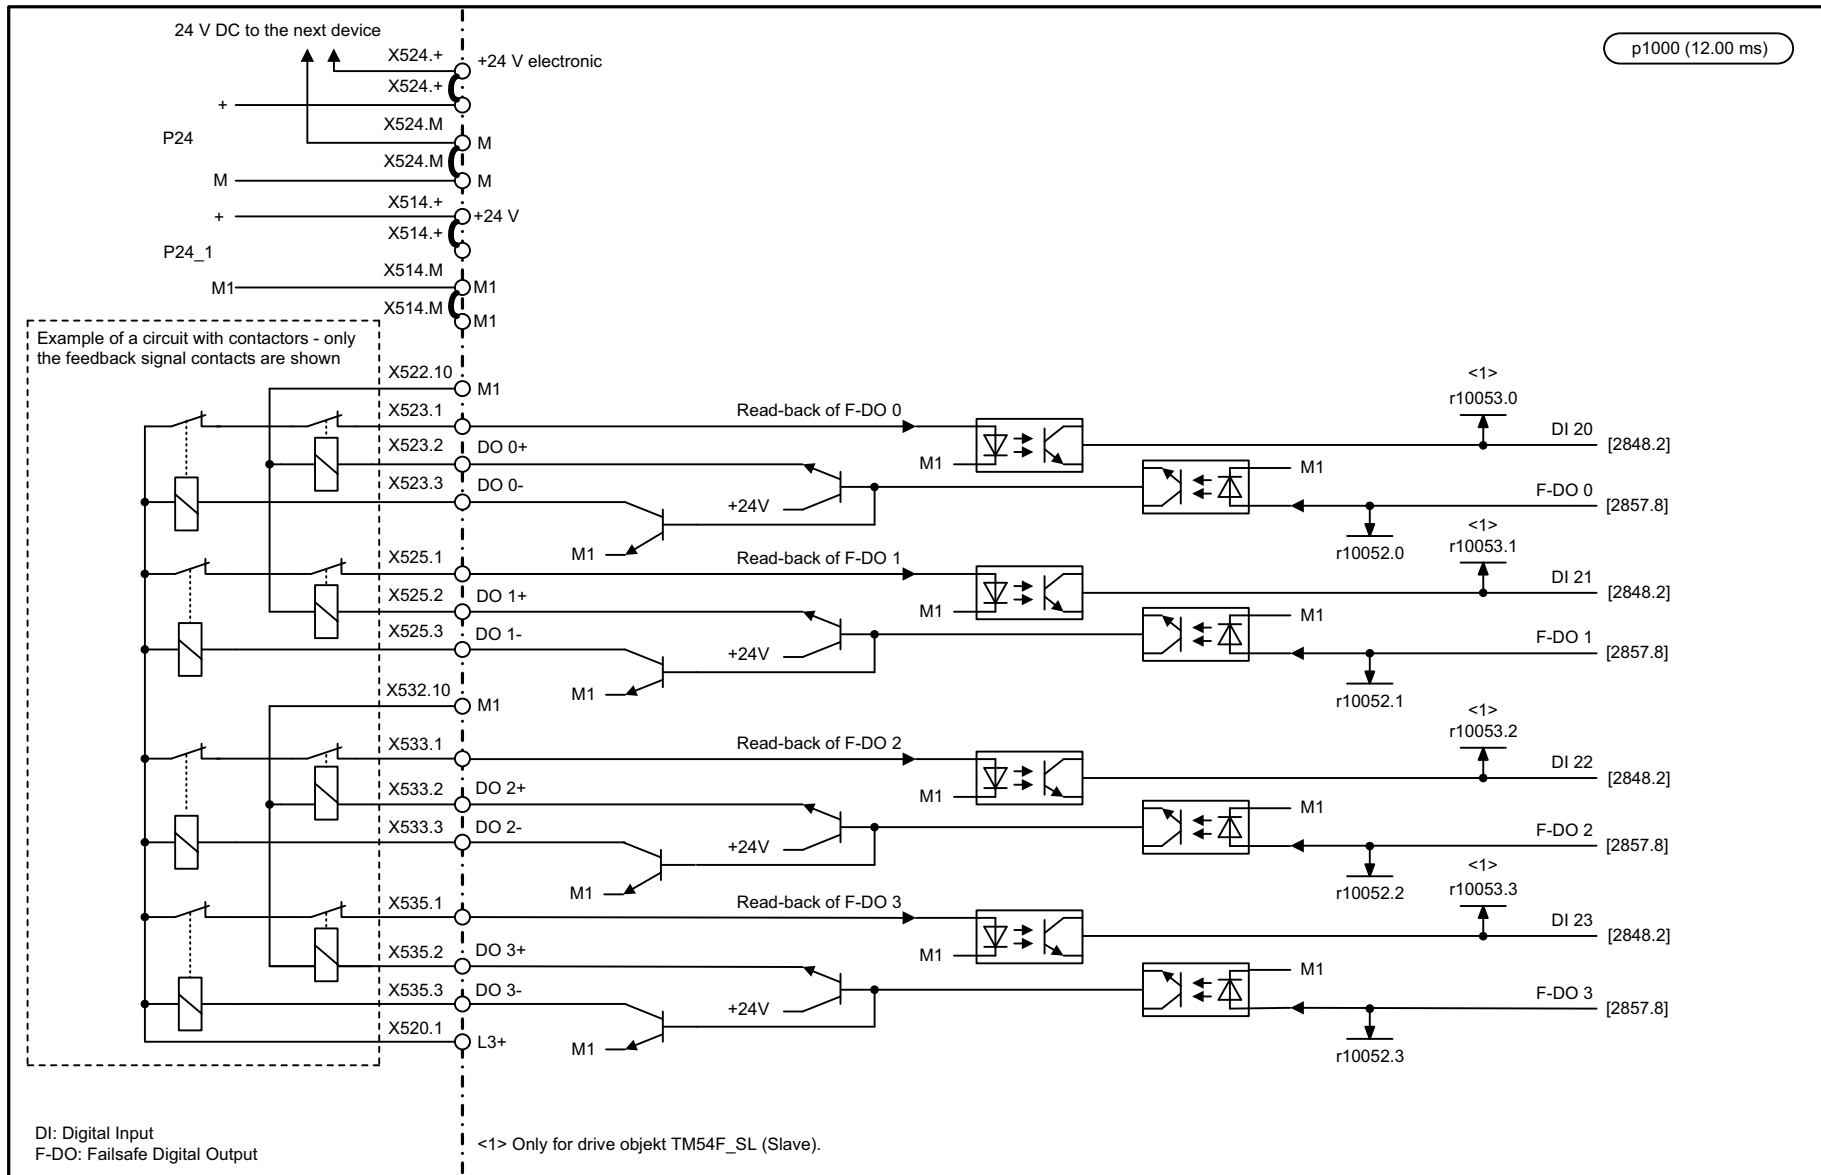 24 V DC to the next device
p1000 (12.00 ms)
X524.+
+24 V electronic
X524.+
+
X524.M
P24
M
X524.M
M
M
X514.+
+
+24 V
X514.+
P24_1
X514.M
M1
M1
X514.M
M1
Example of a circuit with contactors - only
the feedback signal contacts are shown
X522.10
M1
<1>
r10053.0
X523.1
Read-back of F-DO 0
DI 20
[2848.2]
X523.2
DO 0+
M1
M1
X523.3
DO 0-
+24V
F-DO 0
[2857.8]
M1
r10052.0
<1>
r10053.1
X525.1
Read-back of F-DO 1
DI 21
[2848.2]
X525.2
DO 1+
M1
M1
X525.3
DO 1-
+24V
F-DO 1
[2857.8]
M1
r10052.1
X532.10
M1
<1>
r10053.2
X533.1
Read-back of F-DO 2
DI 22
[2848.2]
X533.2
DO 2+
M1
M1
X533.3
DO 2-
+24V
F-DO 2
[2857.8]
M1
r10052.2
<1>
r10053.3
X535.1
Read-back of F-DO 3
DI 23
[2848.2]
X535.2
DO 3+
M1
M1
X535.3
DO 3-
+24V
F-DO 3
[2857.8]
X520.1
L3+
M1
r10052.3
DI: Digital Input
F-DO: Failsafe Digital Output
<1> Only for drive objekt TM54F_SL (Slave).